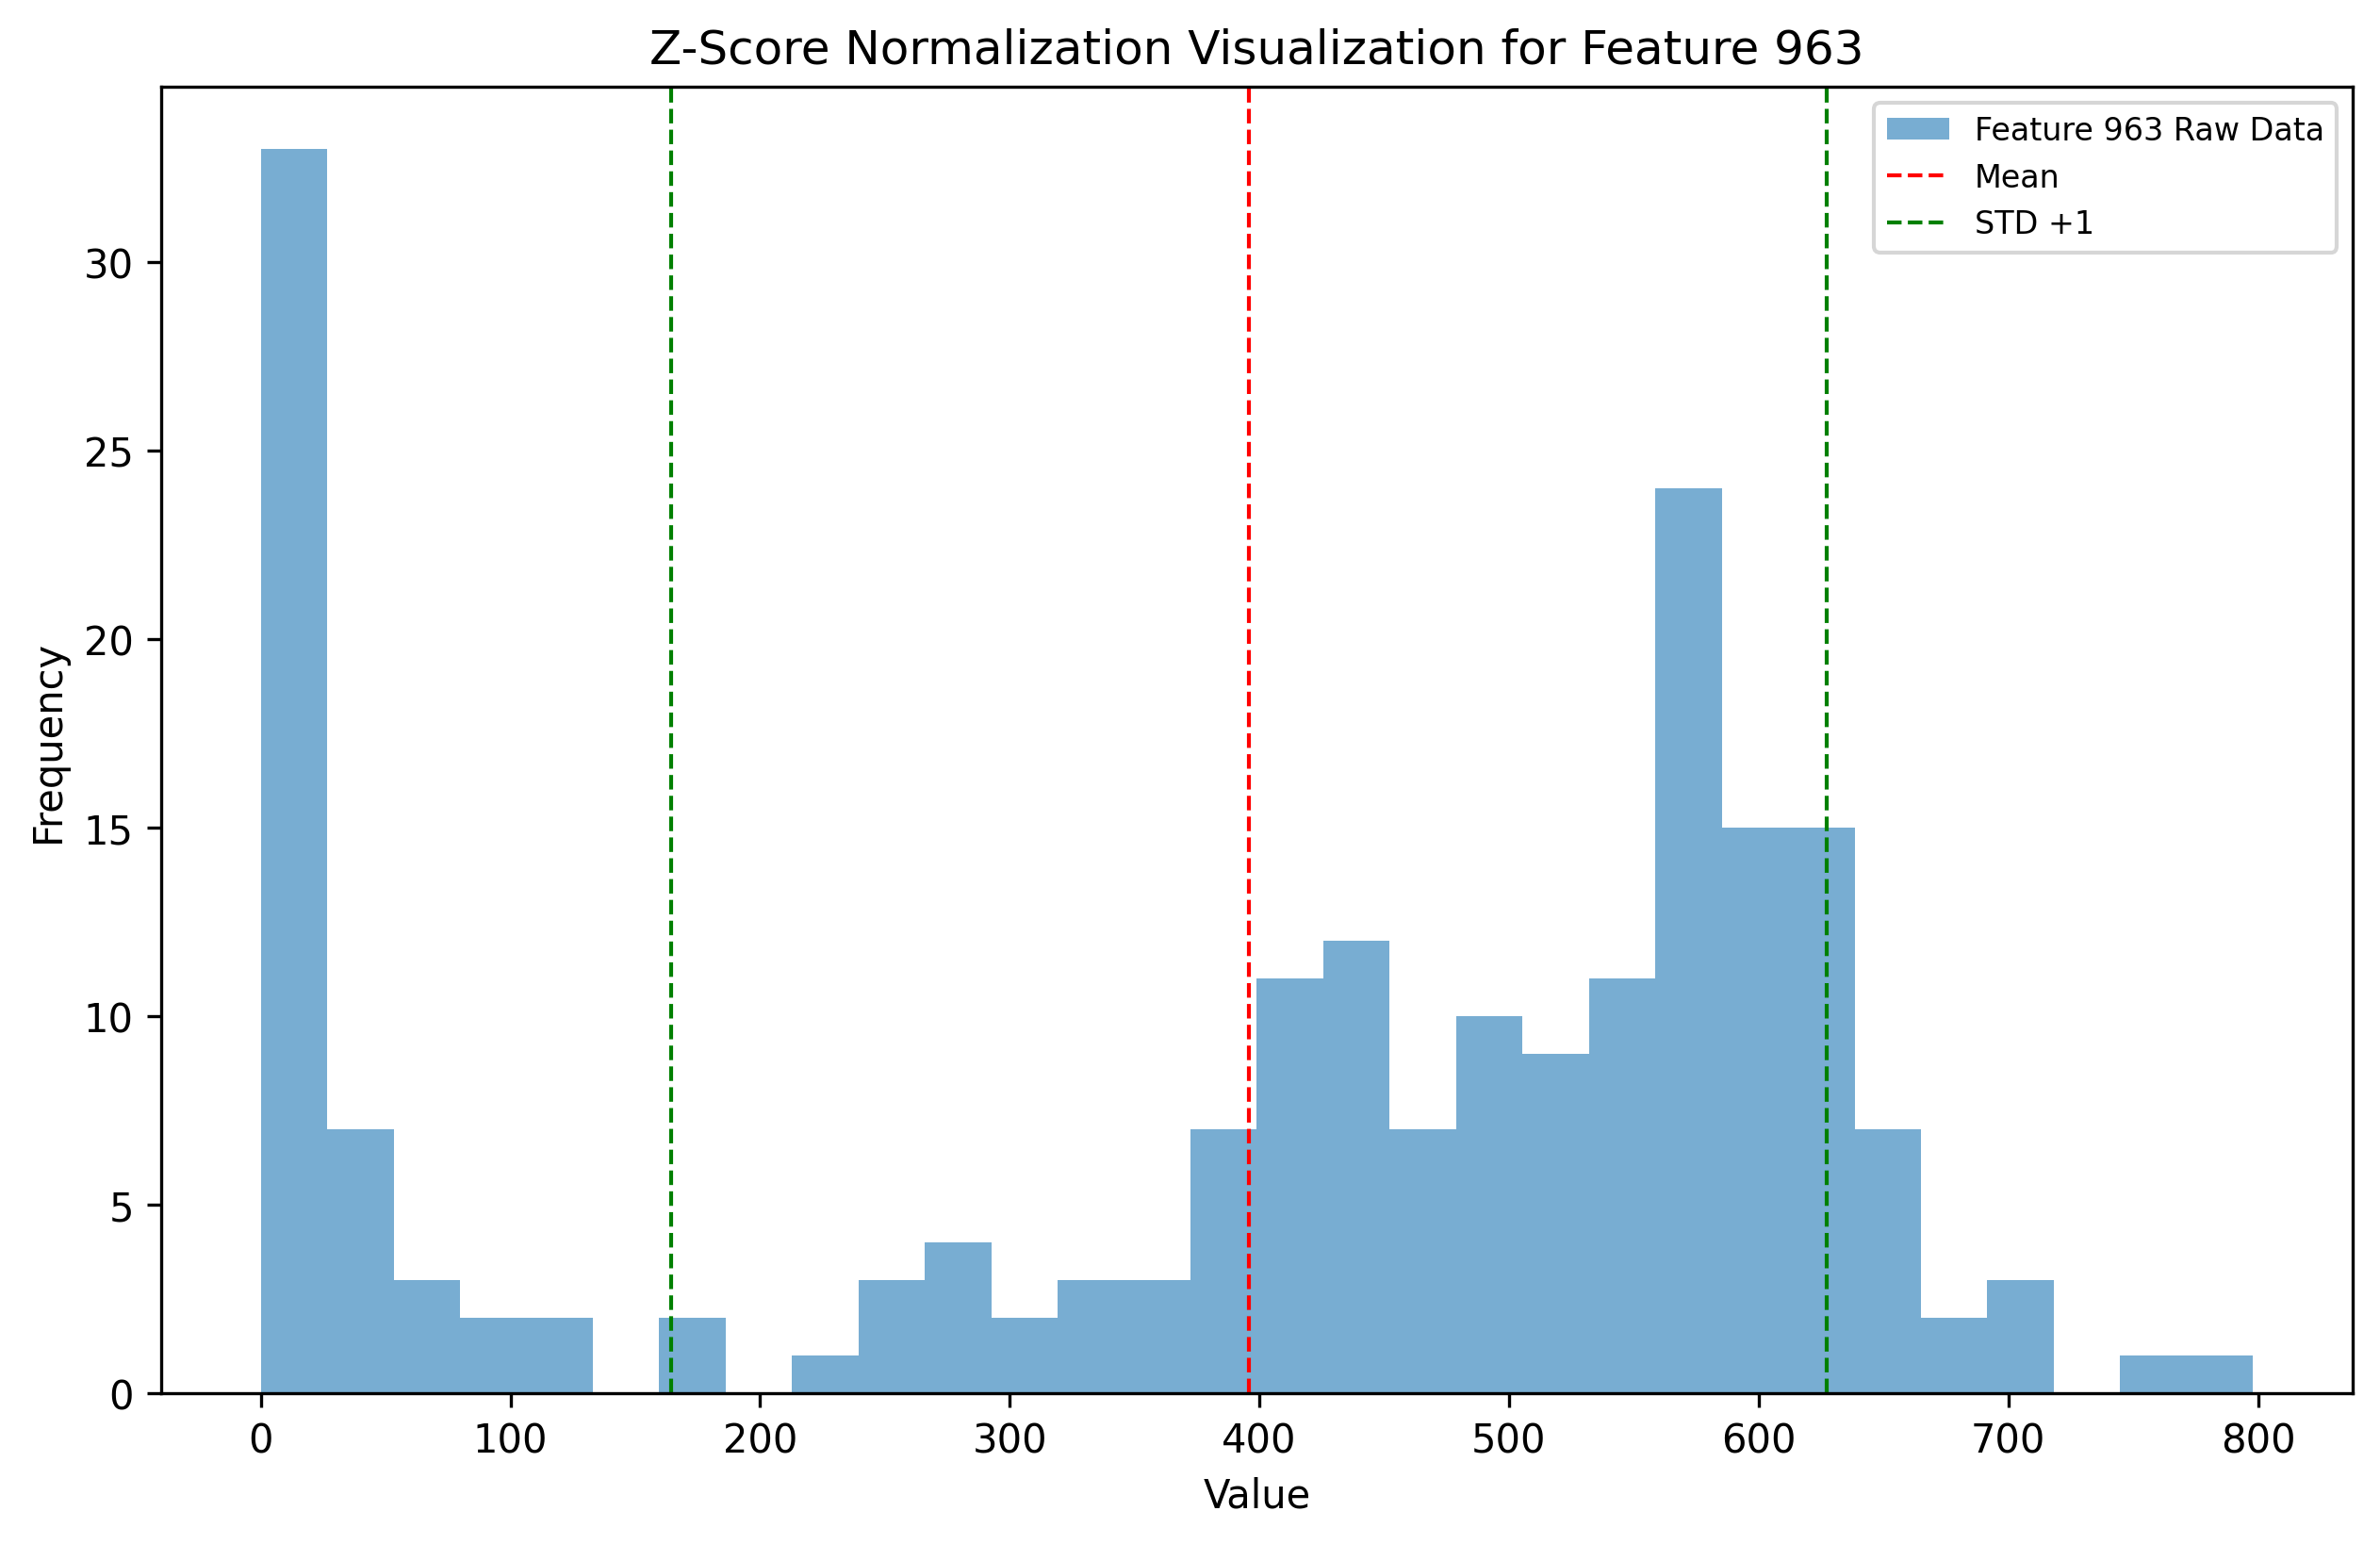 Z-Score Normalization Visualization for Feature 963
Feature 963 Raw Data
Mean
STD +1
30
25
20
15
10
5
0
Frequency
0 100 200 300 400 500 600 700 800
Value